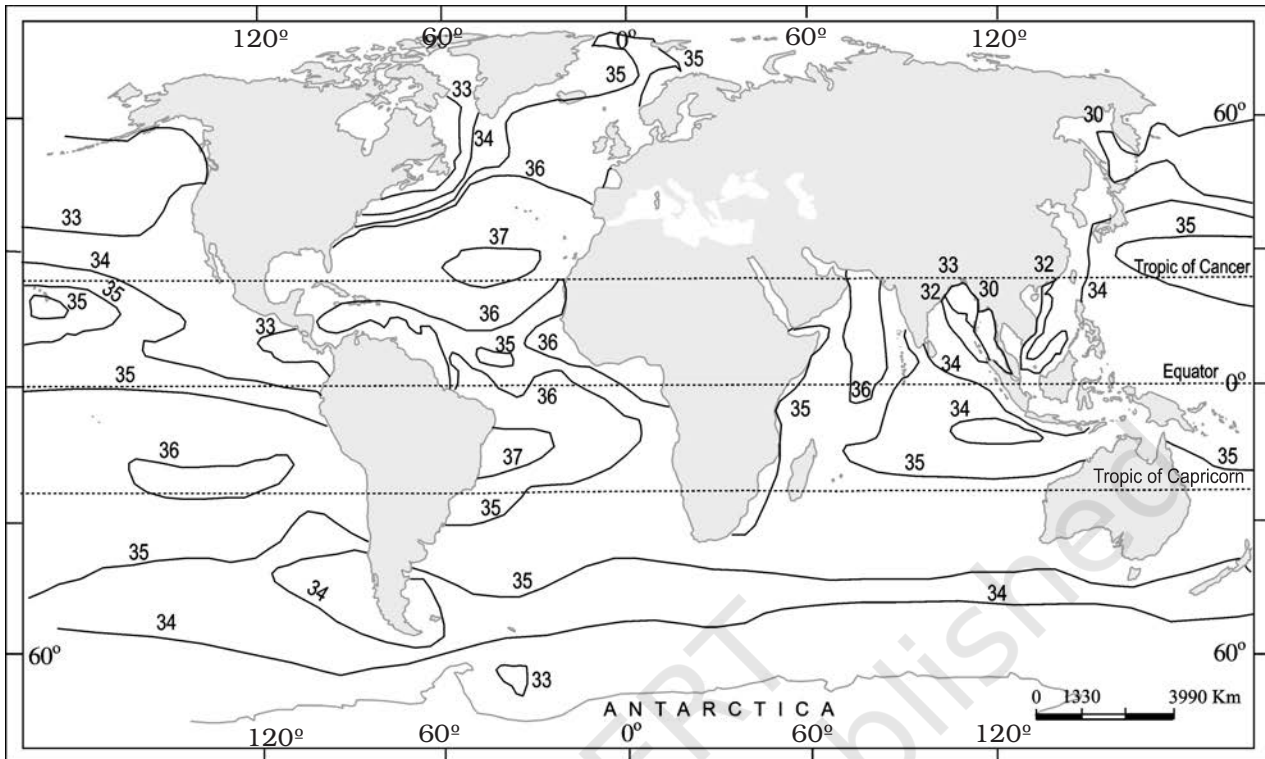 120º 60º 0º 60º 120º
35 35
33
30 60º
34
36
33 35
37
34 33 32 Tropic of Cancer
35 32 30 34
35 36
33 35 36 34
35 Equator 0º
36 36 35 34
36 37 35 35
Tropic of Capricorn
35
35 35
34 34
34
60º 60º
33
0 1330 3990 Km
ANTARCTICA
120º 60º 0º 60º 120º